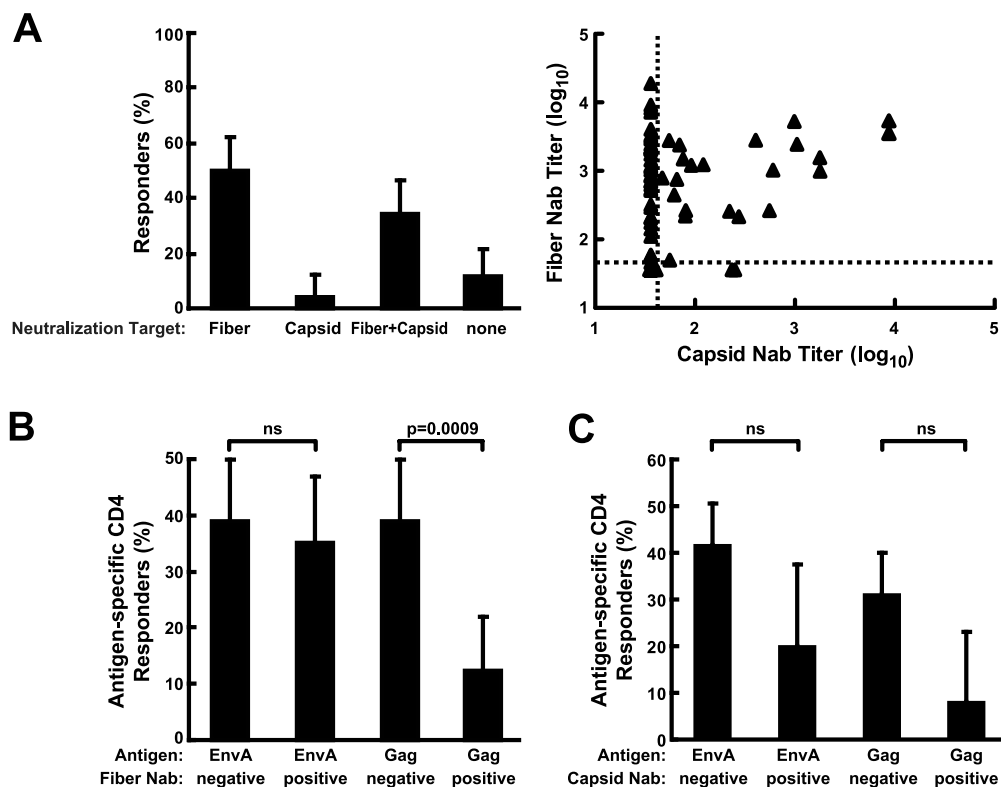 A
Responders (%)
100
80
60
40
20
0
Neutralization Target: Fiber Capsid Fiber+Capsid none
Fiber Nab Titer (log10)
5
4
3
2
1
1 2 3 4 5
Capsid Nab Titer (log10)
B
ns p=0.0009
Antigen-specific CD4
Responders (%)
50
40
30
20
10
0
Antigen: EnvA EnvA Gag Gag
Fiber Nab: negative positive negative positive
C
ns ns
Antigen-specific CD4
Responders (%)
60
50
40
30
20
10
0
Antigen: EnvA EnvA Gag Gag
Capsid Nab: negative positive negative positive